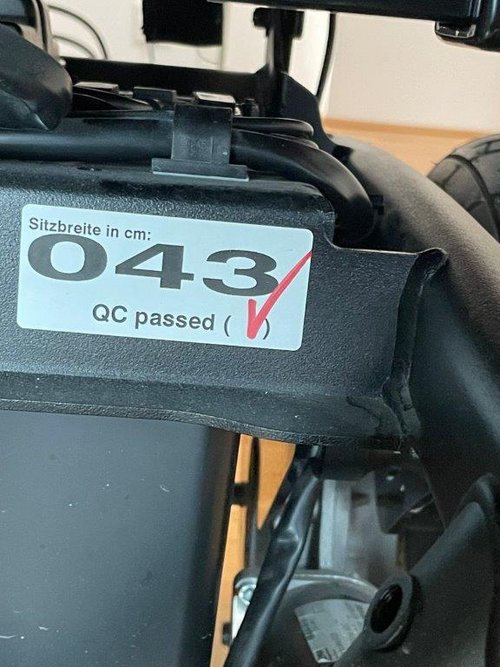 Sitzbreite in cm:
043
QC passed ( )